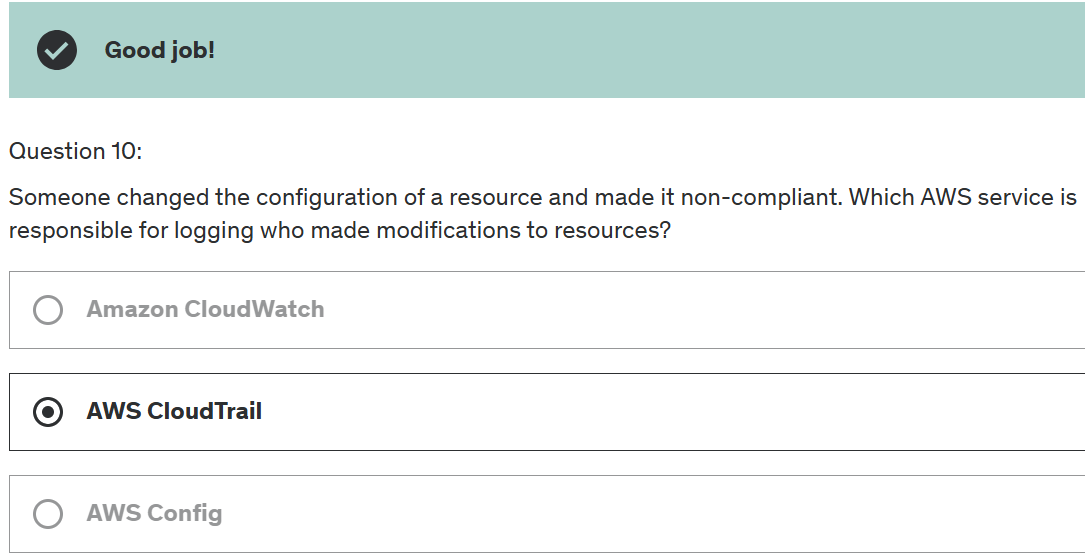 Good job!
Question 10:
Someone changed the configuration of a resource and made it non-compliant. Which AWS service is
responsible for logging who made modifications to resources?
Amazon CloudWatch
AWS CloudTrail
AWS Config